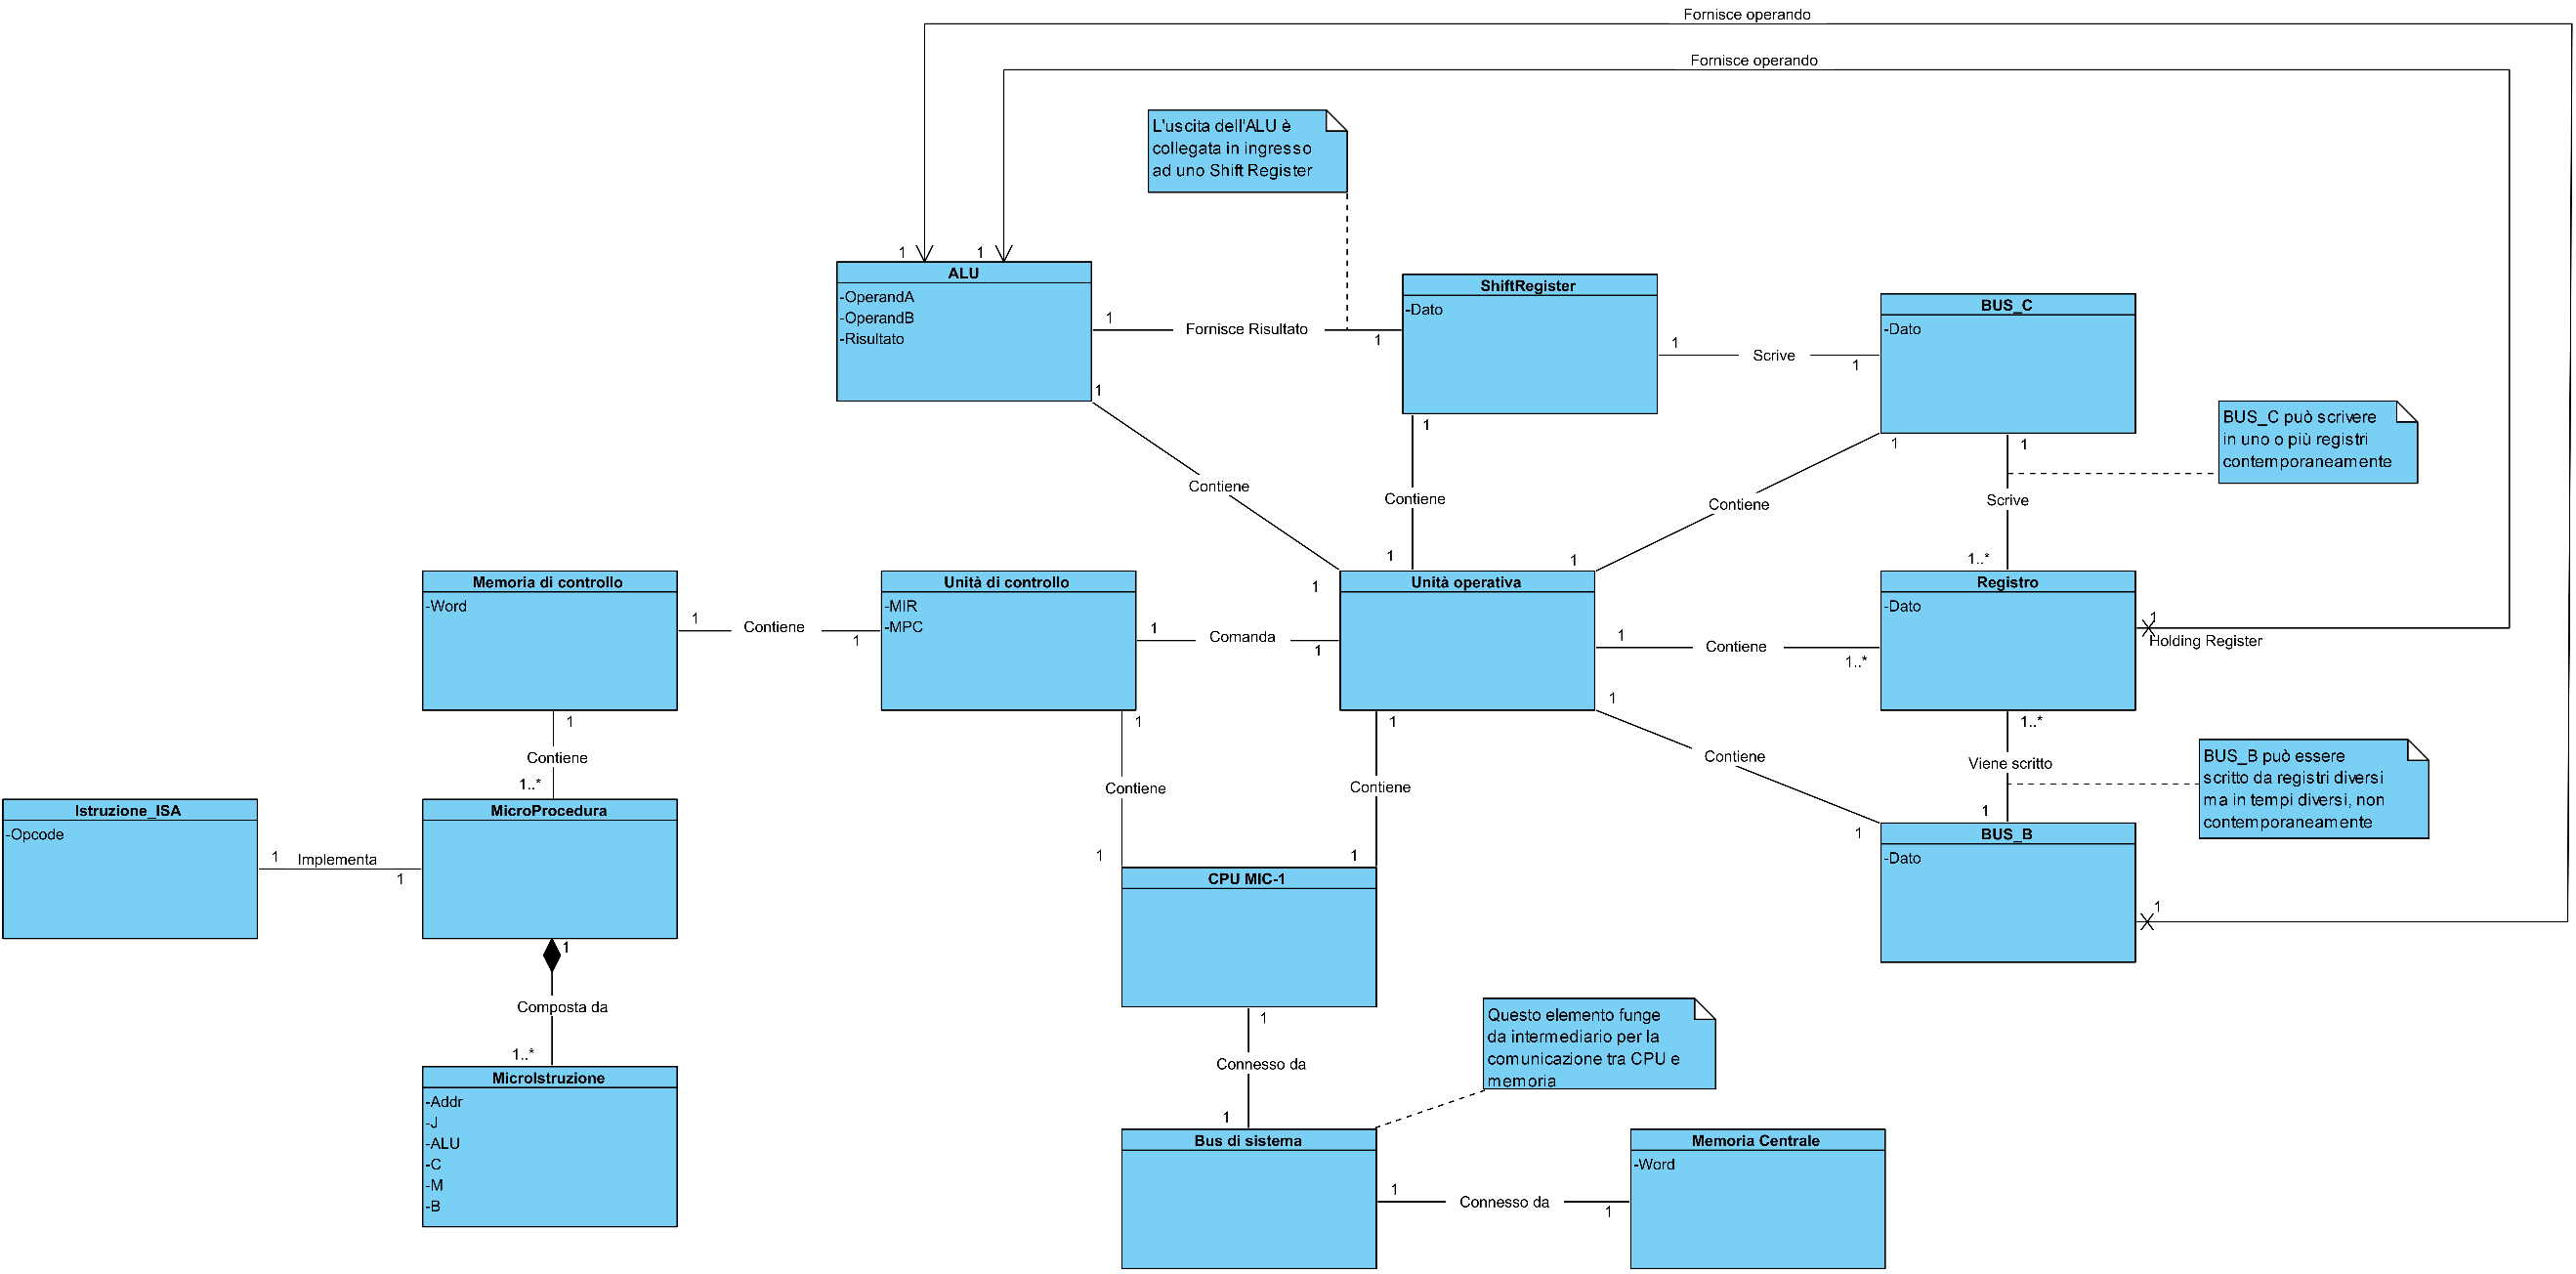 Fornisce operando
Fornisce operando
L'uscita dell'ALU è
collegata in ingresso
ad uno Shift Register
1
1
ALU
-OperandA
-OperandB
-Risultato
1
Fornisce Risultato
1
1
ShiftRegister
-Dato
1
Scrive
1
1
BUS_C
-Dato
1
1
BUS_C può scrivere
in uno o più registri
contemporaneamente
Contiene
Contiene
Contiene
Scrive
1
1
1
1..*
Memoria di controllo
-Word
1
Contiene
1
Unità di controllo
-MIR
-MPC
1
Comanda
1
Unità operativa
1
Contiene
1..*
Registro
-Dato
1
Holding Register
1
1
1
1
1..*
Contiene
1..*
Contiene
Contiene
Contiene
Viene scritto
BUS_B può essere
scritto da registri diversi
ma in tempi diversi, non
contemporaneamente
1
1
1
1
Istruzione_ISA
-Opcode
1
Implementa
1
MicroProcedura
1
Composta da
1..*
CPU MIC-1
BUS_B
-Dato
1
1
Connesso da
1
Questo elemento funge
da intermediario per la
comunicazione tra CPU e
memoria
MicroIstruzione
-Addr
-J
-ALU
-C
-M
-B
Bus di sistema
1
Connesso da
1
Memoria Centrale
-Word